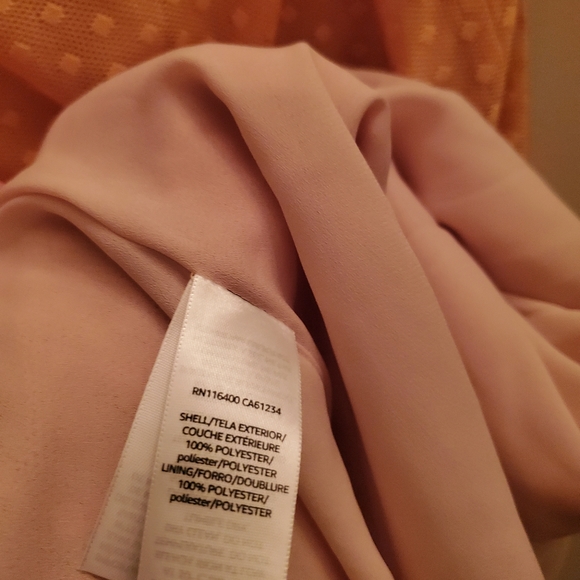 RN116400 CA61234
SHELL/TELA EXTERIOR/
COUCHE EXTÉRIEURE
100% POLYESTER/
poliéster/POLYESTER
LINING/FORRO/DOUBLURE
100% POLYESTER/
poliéster/POLYESTER